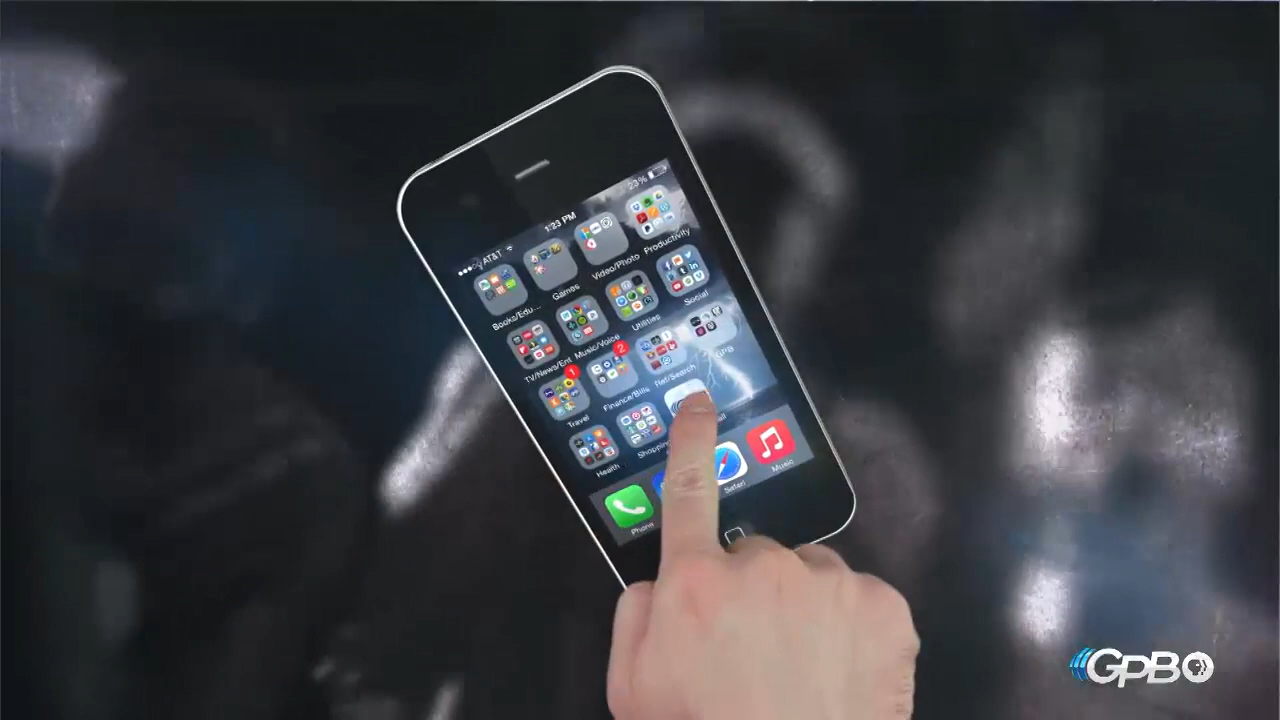 AT&T
1:23 PM
23%
Books/Edu...
Games
Video/Photo
Productivity
TV/News/Ent
Music/Voice
Utilities
Social
Travel
1
Finance/Bills
2
Ref/Search
GPB
Health
Shopping
Phone
Safari
Music
GPB